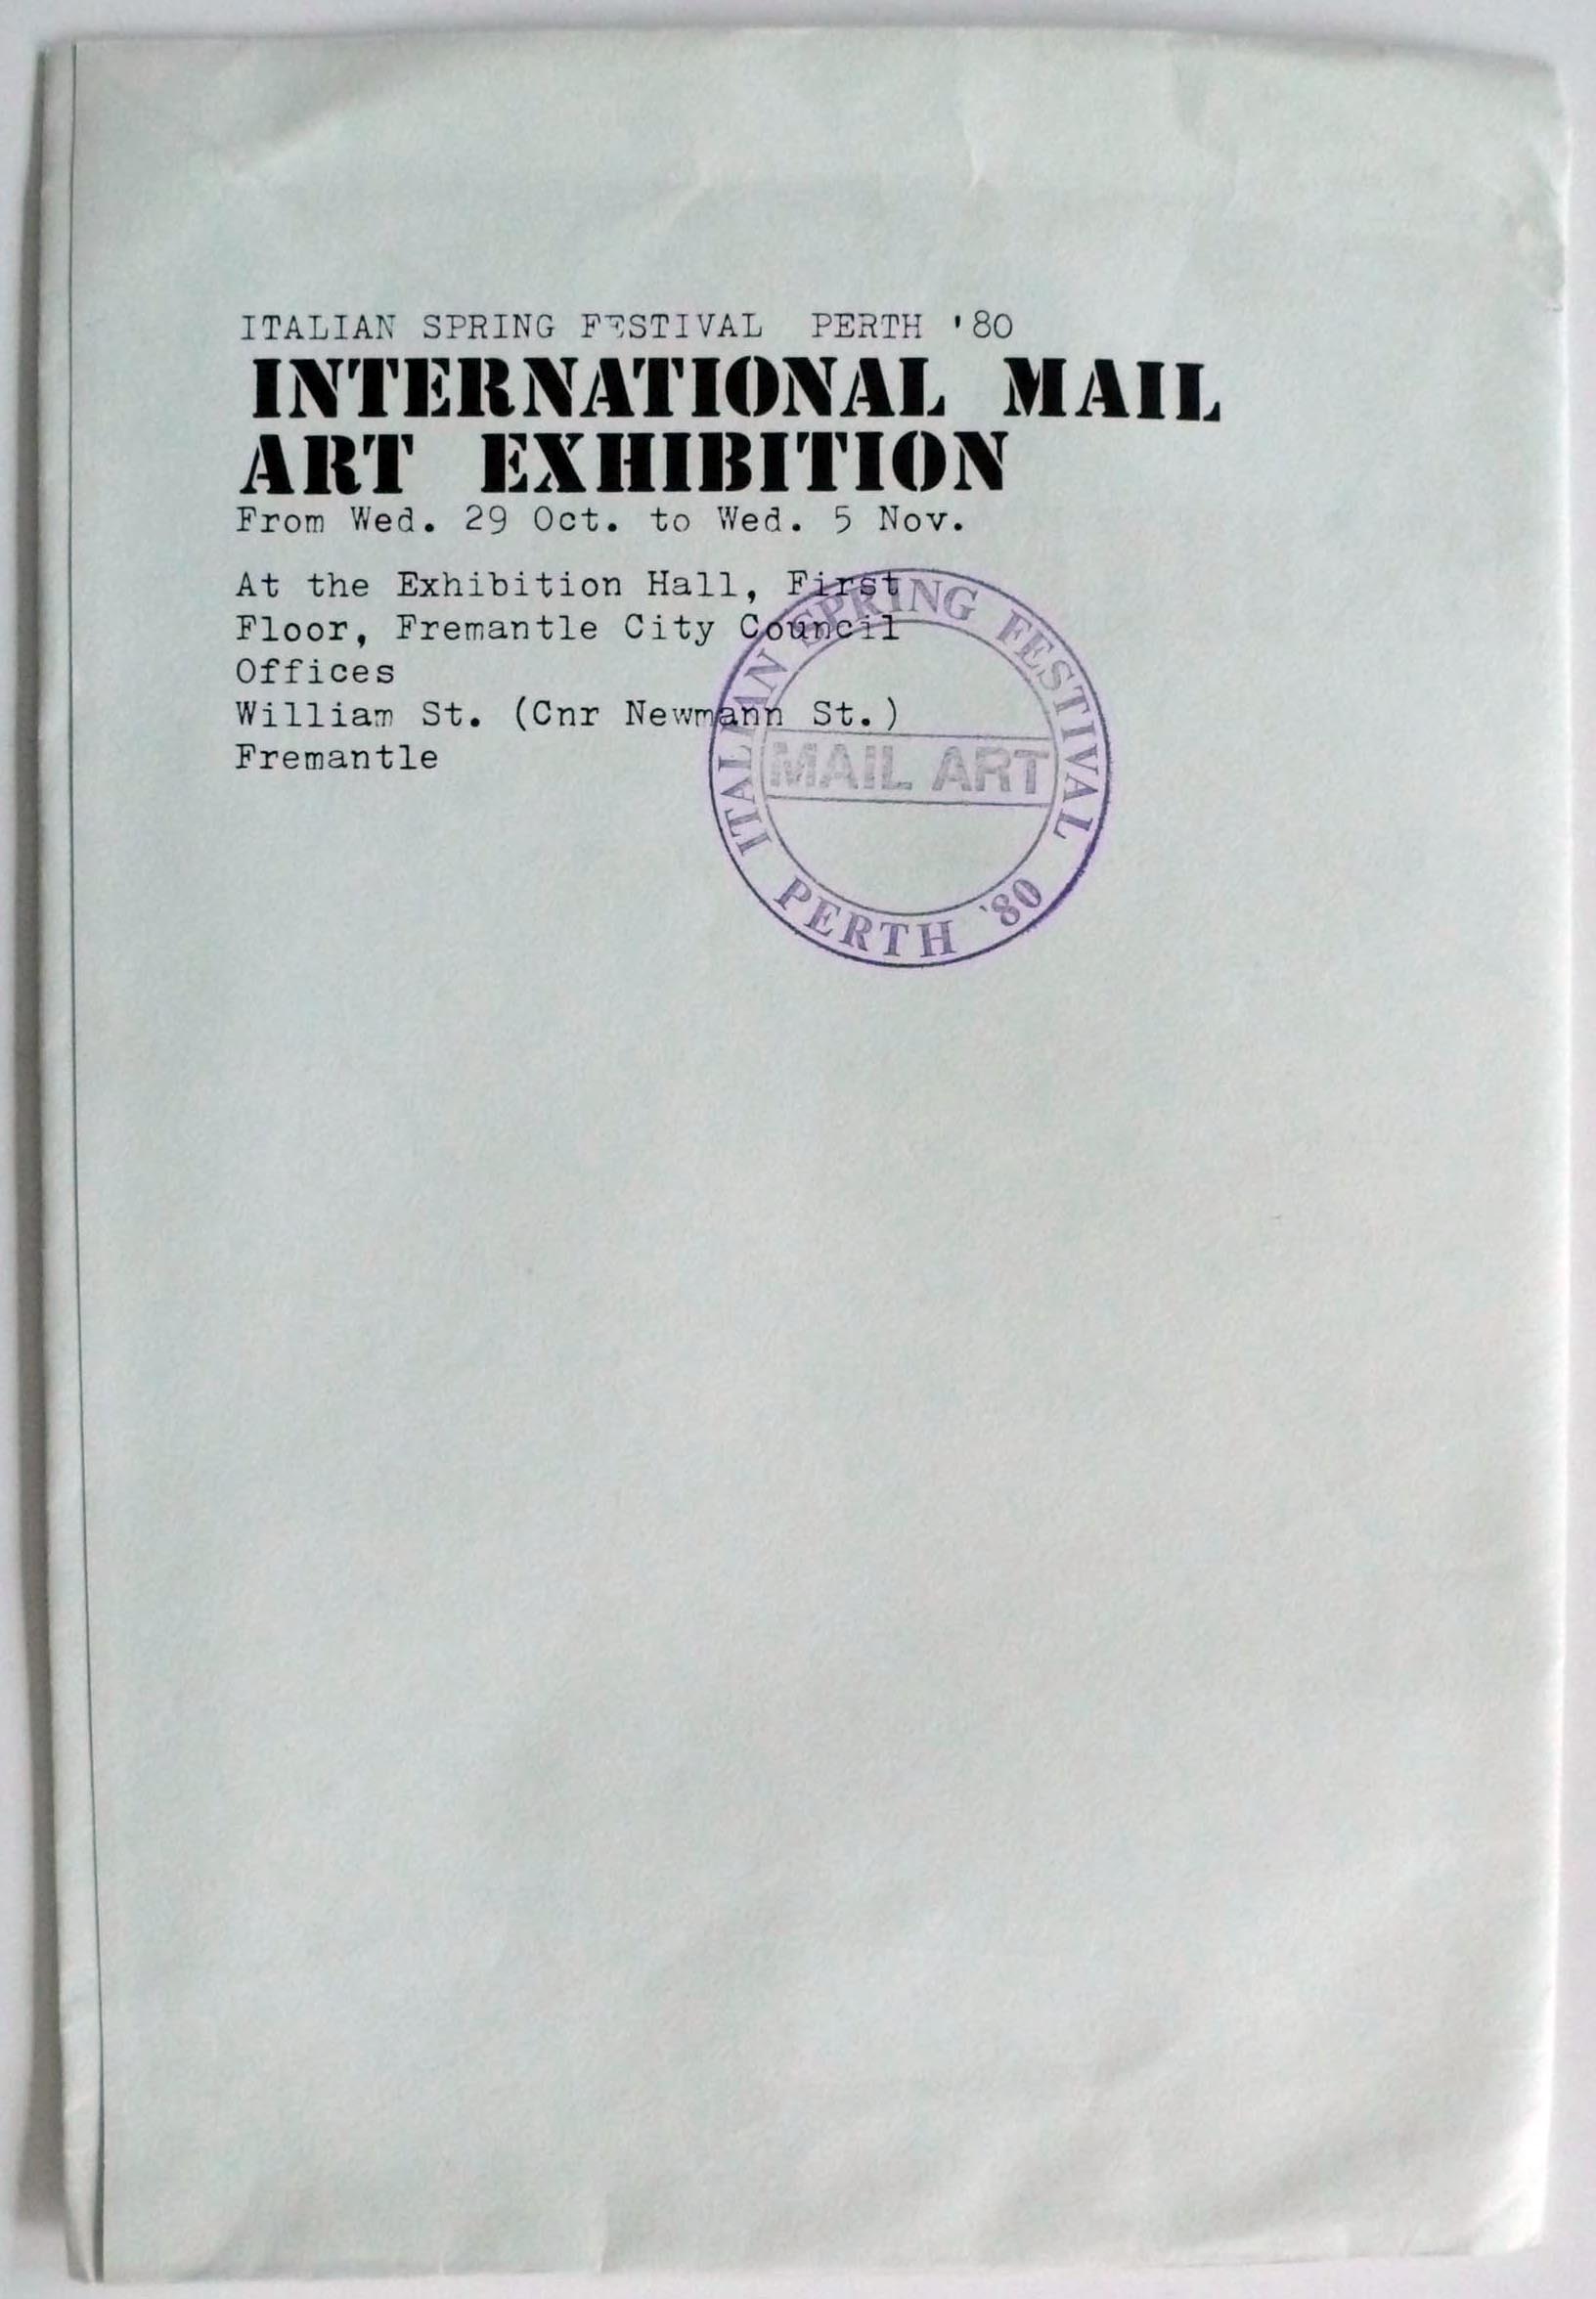 ITALIAN SPRING FESTIVAL PERTH '80
INTERNATIONAL MAIL
ART EXHIBITION
From Wed. 29 Oct. to Wed. 5 Nov.
At the Exhibition Hall, First
Floor, Fremantle City Council
Offices
William St. (Cnr Newmann St.)
Fremantle
ITALIAN SPRING FESTIVAL
MAIL ART
PERTH '80